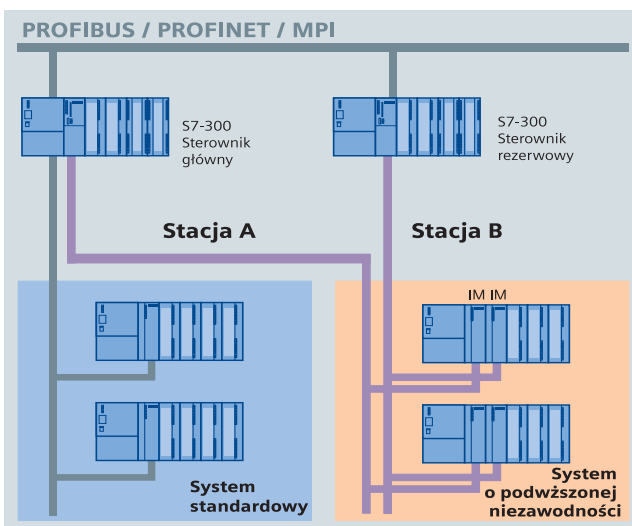 PROFIBUS / PROFINET / MPI
S7-300
Sterownik
główny
S7-300
Sterownik
rezerwowy
Stacja A
Stacja B
IM IM
System
standardowy
System
o podwższonej
niezawodności